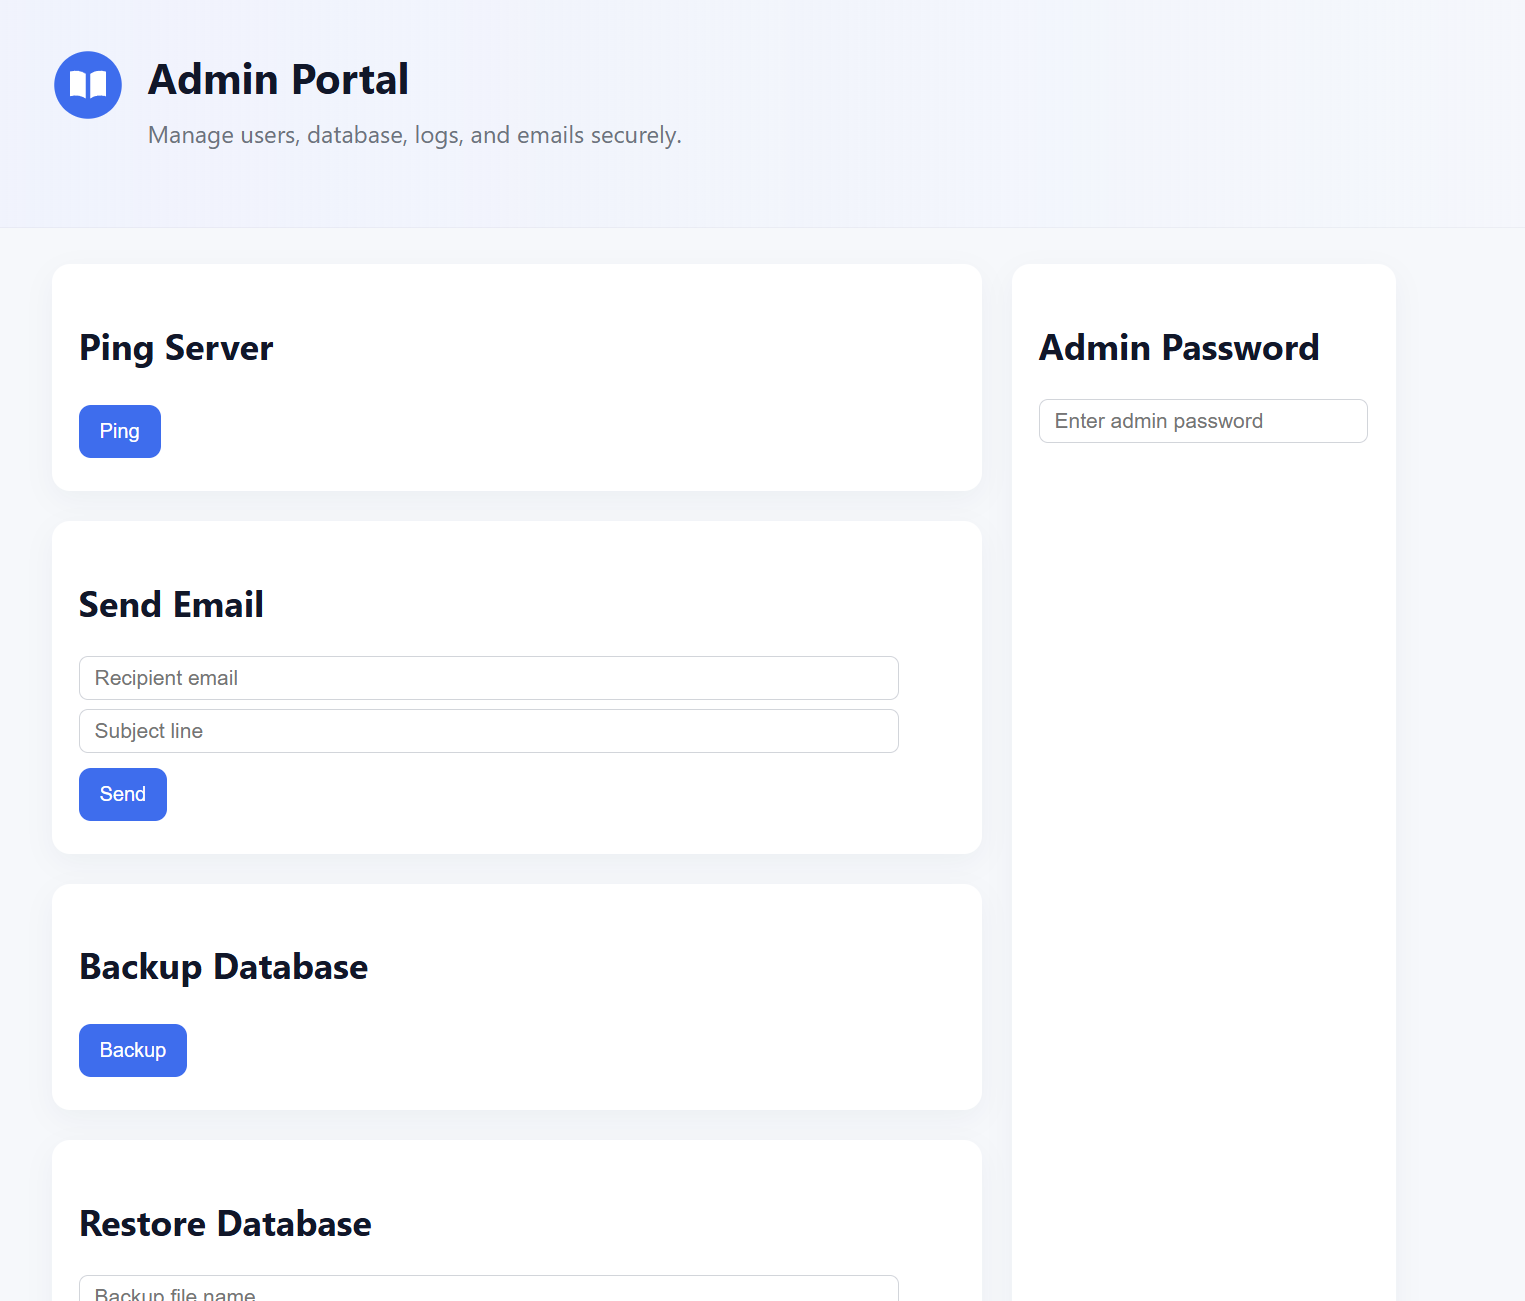 Admin Portal
Manage users, database, logs, and emails securely.
Ping Server
Ping
Send Email
Recipient email
Subject line
Send
Backup Database
Backup
Restore Database
Backup file name
Admin Password
Enter admin password